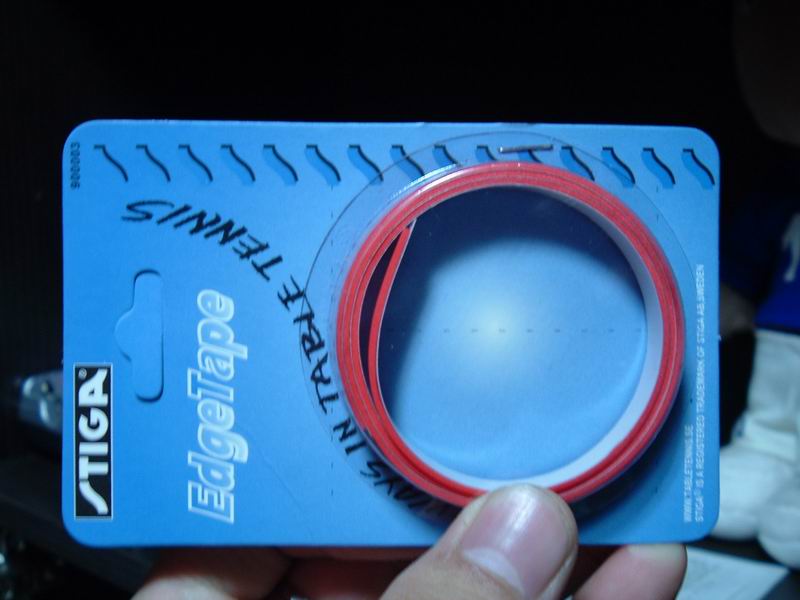 STIGA®
EdgeTape
IN TABLE TENNIS
900003
WWW.TABLETENNIS.SE
STIGA® IS A REGISTERED TRADEMARK OF STIGA AB, SWEDEN